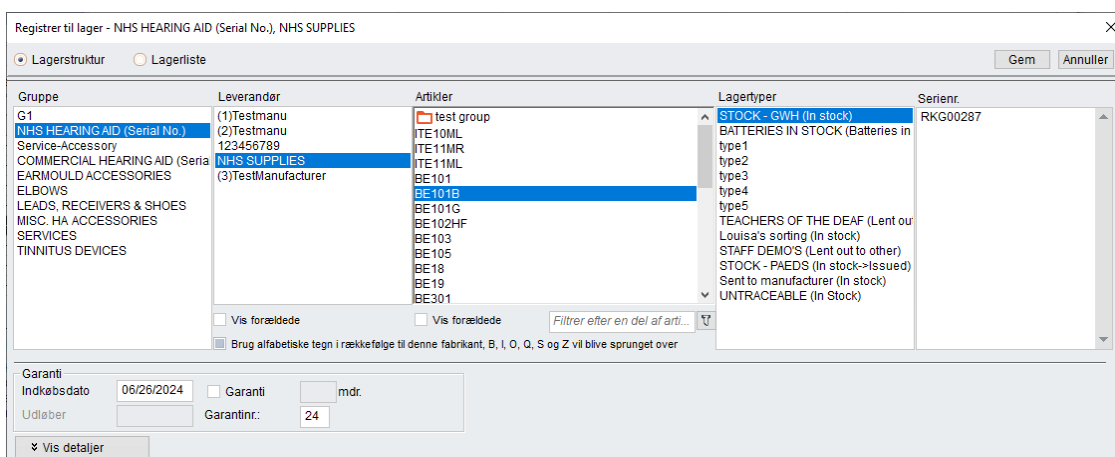 Registrer til lager - NHS HEARING AID (Serial No.), NHS SUPPLIES
Lagerstruktur
Lagerliste
Gem
Annuller
Gruppe
G1
NHS HEARING AID (Serial No.)
Service-Accessory
COMMERCIAL HEARING AID (Seria
EARMOULD ACCESSORIES
ELBOWS
LEADS, RECEIVERS & SHOES
MISC. HA ACCESSORIES
SERVICES
TINNITUS DEVICES
Leverandør
(1)Testmanu
(2)Testmanu
123456789
NHS SUPPLIES
(3)TestManufacturer
Artikler
test group
ITE10ML
ITE11MR
ITE11ML
BE101
BE101B
BE101G
BE102HF
BE103
BE105
BE18
BE19
BE301
Lagertyper
STOCK - GWH (In stock)
BATTERIES IN STOCK (Batteries in
type1
type2
type3
type4
type5
TEACHERS OF THE DEAF (Lent out
Louisa's sorting (In stock)
STAFF DEMO'S (Lent out to other)
STOCK - PAEDS (In stock->Issued)
Sent to manufacturer (In stock)
UNTRACEABLE (In Stock)
Serienr.
RKG00287
Vis forældede
Vis forældede
Filtrer efter en del af arti...
Brug alfabetiske tegn i rækkefølge til denne fabrikant, B, I, O, Q, S og Z vil blive sprunget over
Garanti
Indkøbsdato 06/26/2024 Garanti mdr.
Udløber Garantinr.: 24
Vis detaljer